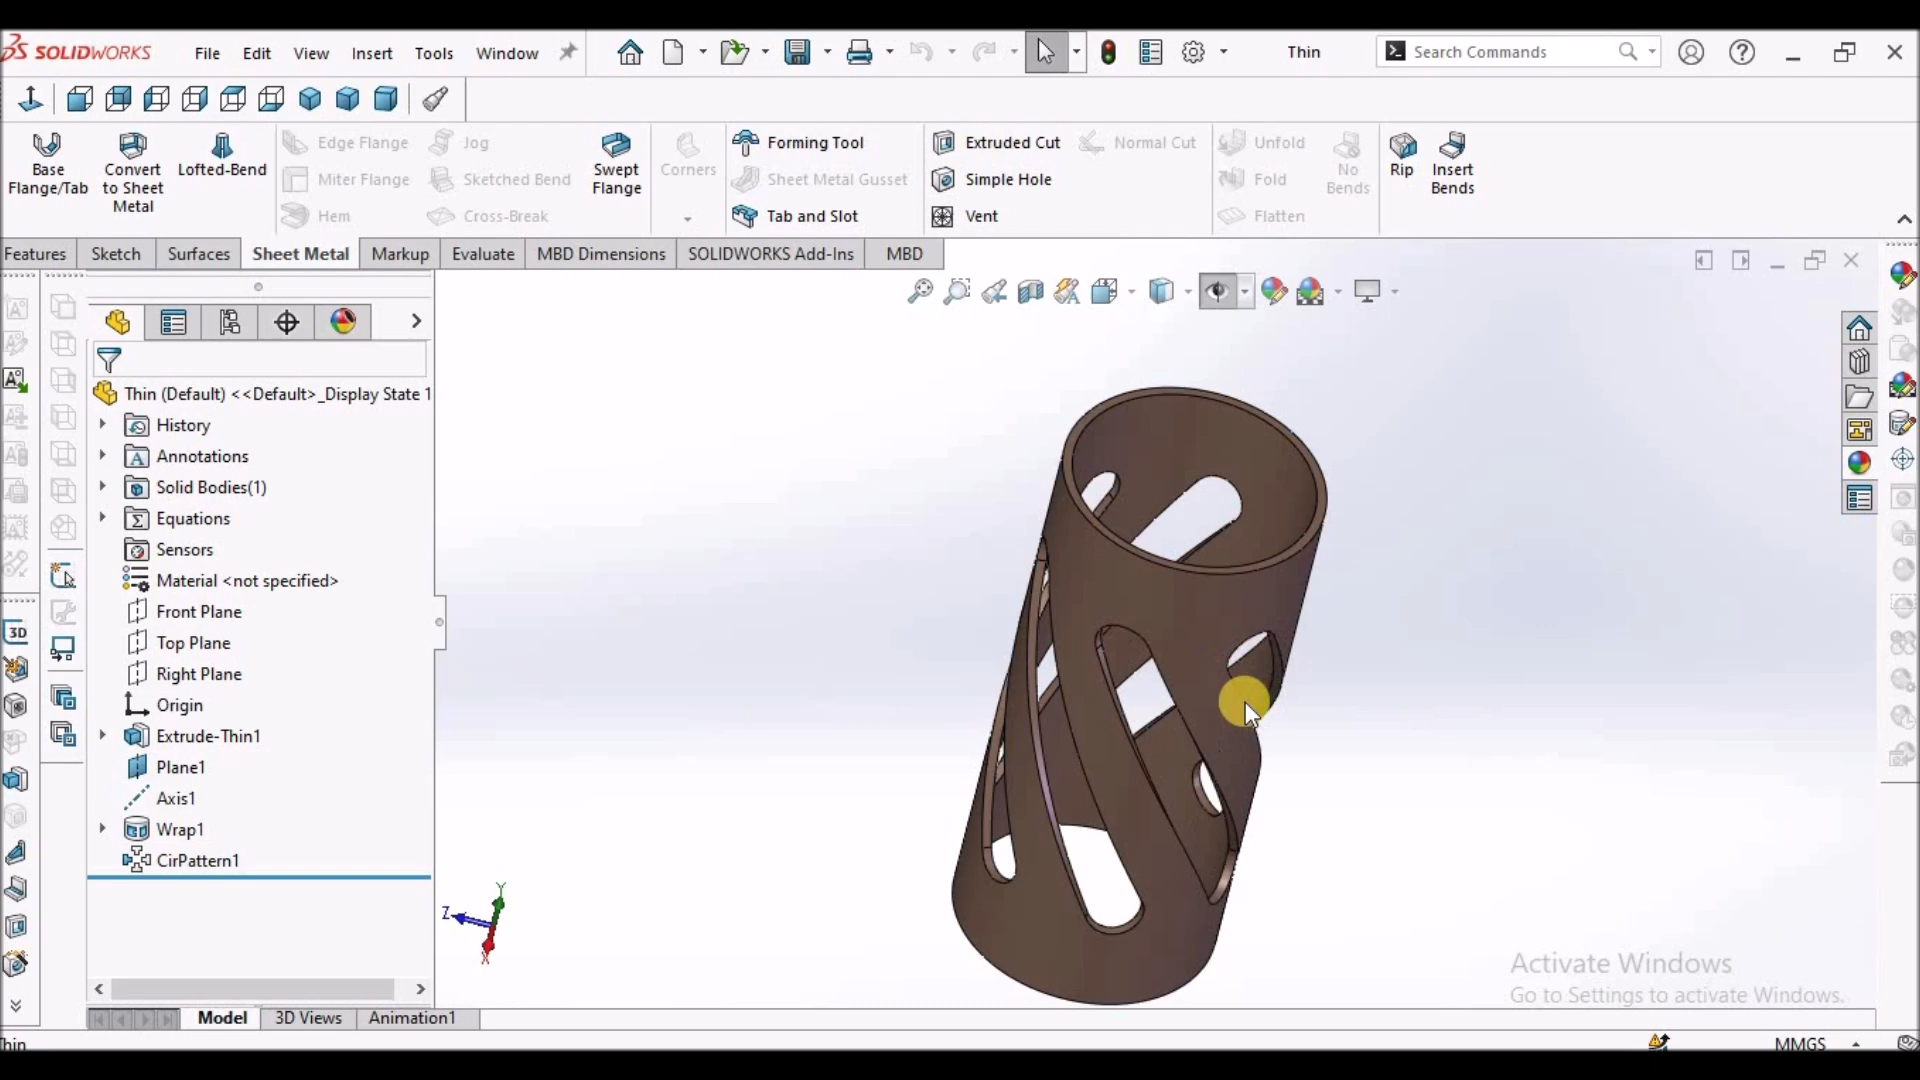 SOLIDWORKS File Edit View Insert Tools Window Thin Search Commands
Base Flange/Tab
Convert to Sheet Metal
Lofted-Bend
Edge Flange
Miter Flange
Hem
Jog
Sketched Bend
Cross-Break
Swept Flange
Corners
Forming Tool
Sheet Metal Gusset
Tab and Slot
Extruded Cut
Simple Hole
Vent
Normal Cut
Unfold
Fold
Flatten
No Bends
Rip
Insert Bends
Features Sketch Surfaces Sheet Metal Markup Evaluate MBD Dimensions SOLIDWORKS Add-Ins MBD
Thin (Default) <<Default>_Display State 1
History
Annotations
Solid Bodies(1)
Equations
Sensors
Material <not specified>
Front Plane
Top Plane
Right Plane
Origin
Extrude-Thin1
Plane1
Axis1
Wrap1
CirPattern1
3D
Y
Z
X
Activate Windows
Go to Settings to activate Windows.
Model 3D Views Animation1
MMGS